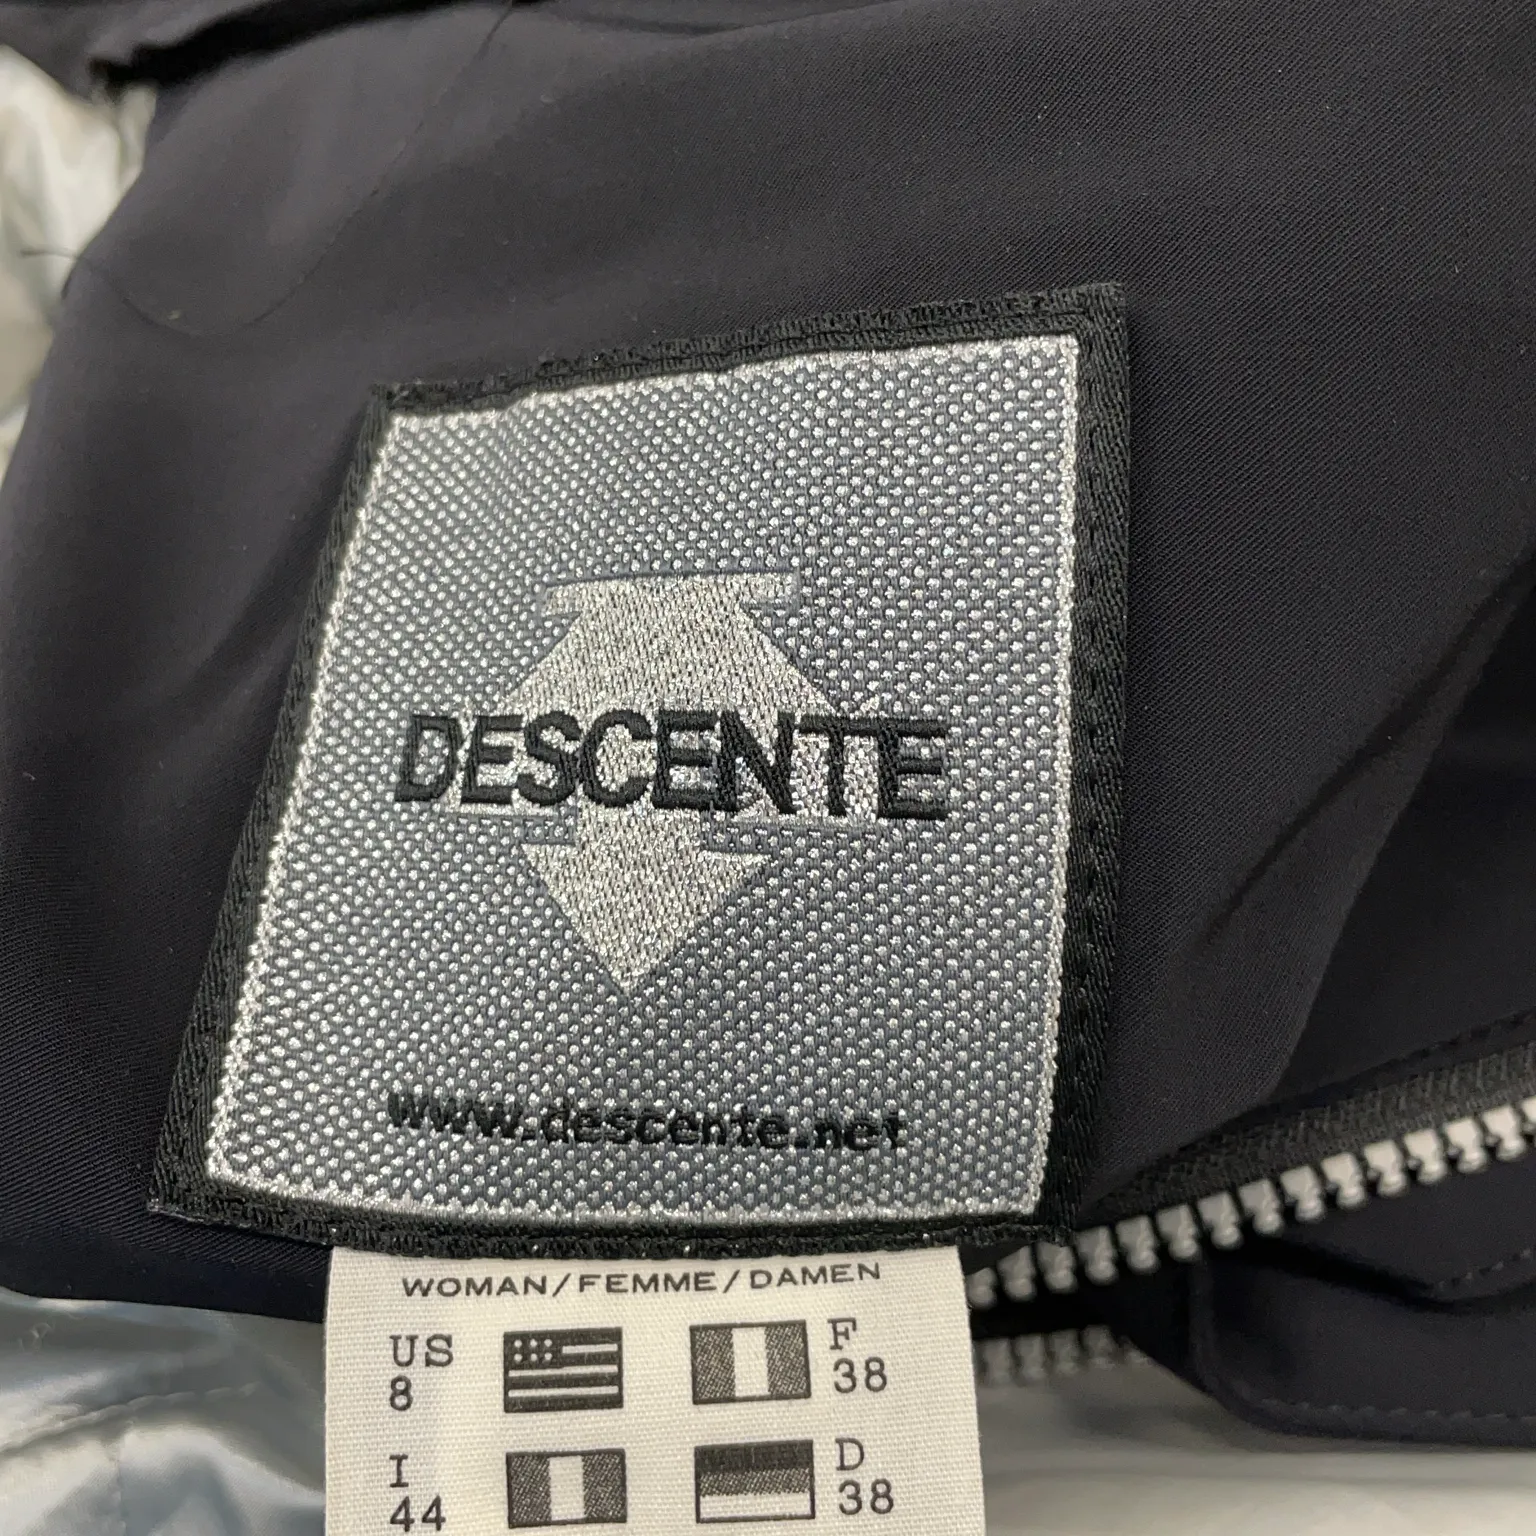 DESCENTE
www.descente.net
WOMAN/FEMME/DAMEN
US
8
F
38
I
44
D
38